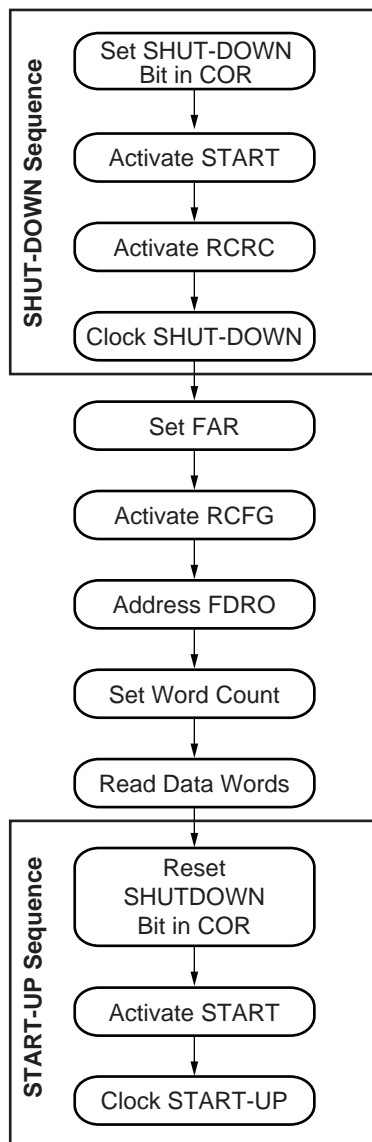 SHUT-DOWN Sequence
Set SHUT-DOWN
Bit in COR
Activate START
Activate RCRC
Clock SHUT-DOWN
Set FAR
Activate RCFG
Address FDRO
Set Word Count
Read Data Words
START-UP Sequence
Reset
SHUTDOWN
Bit in COR
Activate START
Clock START-UP